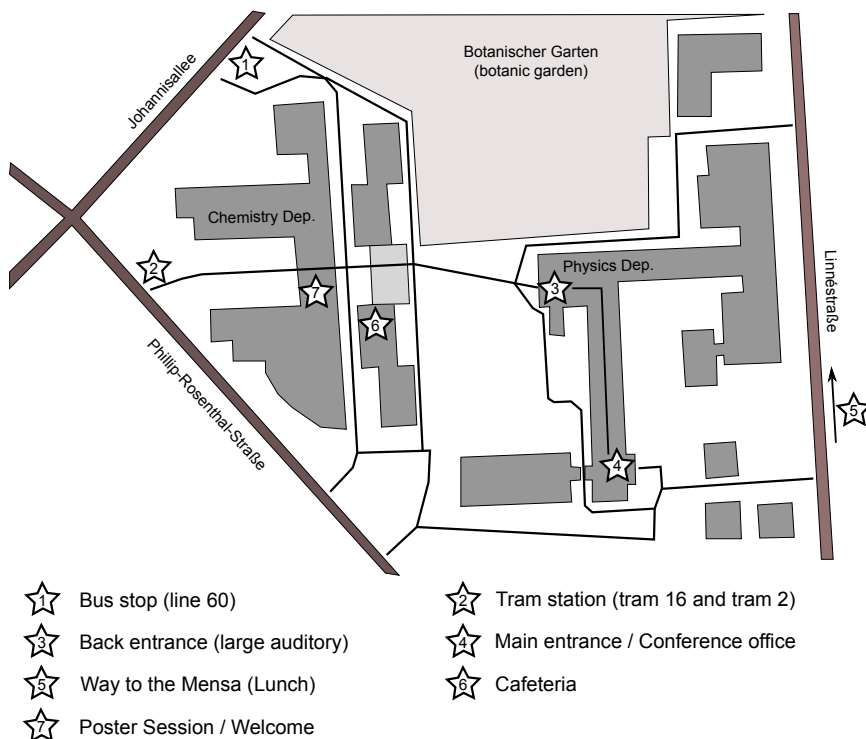 Botanischer Garten
(botanic garden)
1
Johannisallee
Chemistry Dep.
2
Physics Dep.
3
7
6
Linnéstraße
5
Phillip-Rosenthal-Straße
4
1 Bus stop (line 60)
2 Tram station (tram 16 and tram 2)
3 Back entrance (large auditory)
4 Main entrance / Conference office
5 Way to the Mensa (Lunch)
6 Cafeteria
7 Poster Session / Welcome